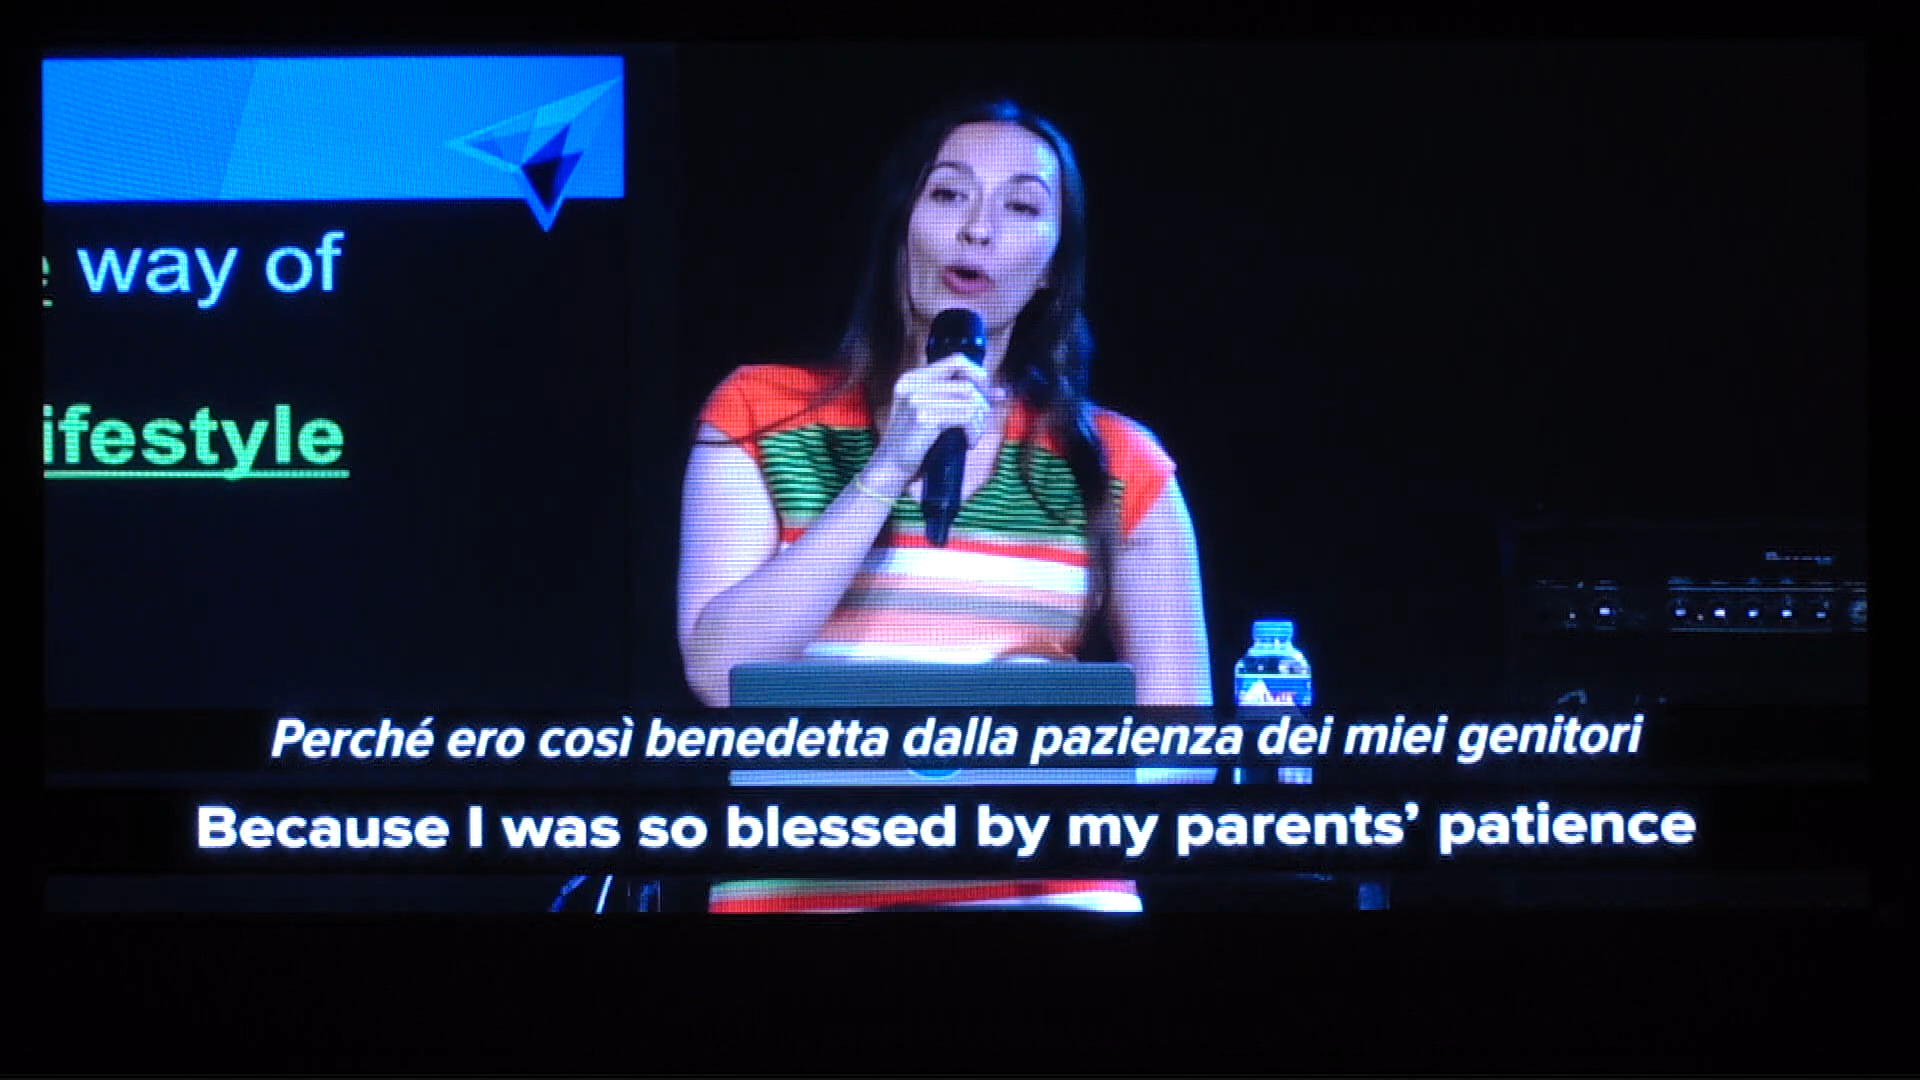 way of
ifestyle
Perché ero così benedetta dalla pazienza dei miei genitori
Because I was so blessed by my parents’ patience